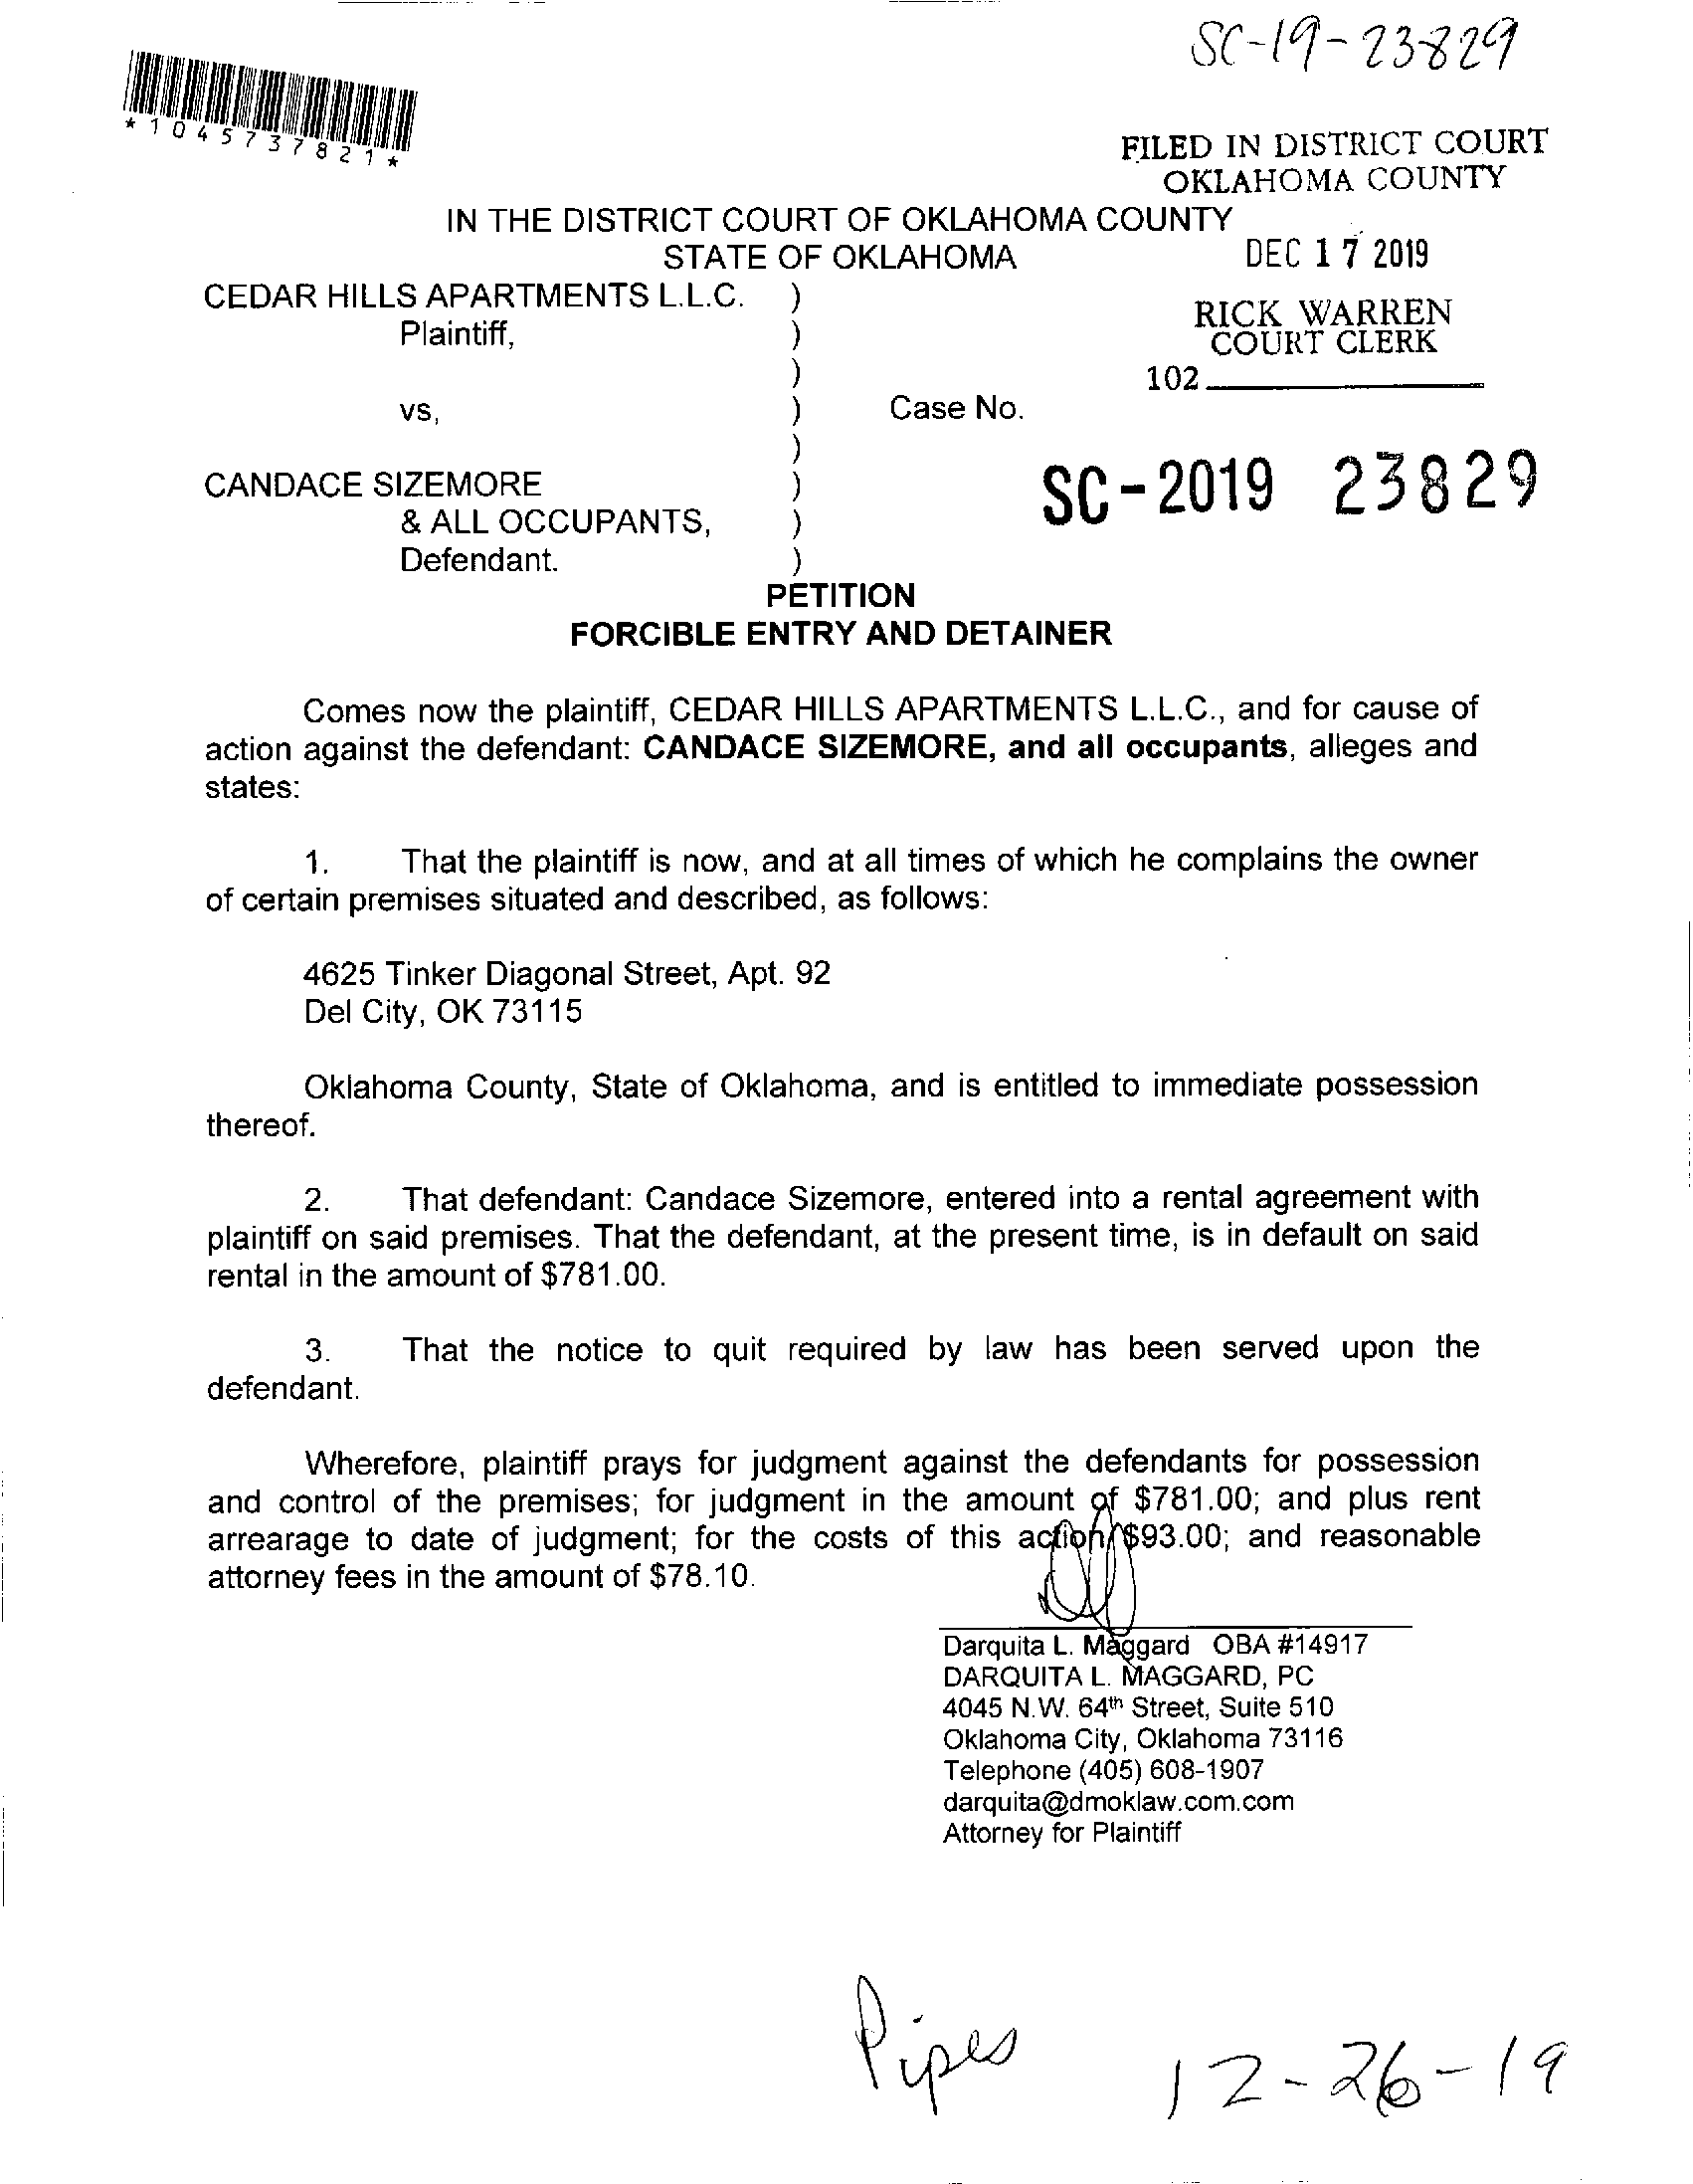 SC-19-23829
*1045737821*
FILED IN DISTRICT COURT
OKLAHOMA COUNTY
IN THE DISTRICT COURT OF OKLAHOMA COUNTY
STATE OF OKLAHOMA
DEC 17 2019
CEDAR HILLS APARTMENTS L.L.C. )
Plaintiff, )
RICK WARREN
COURT CLERK
)
102
vs, ) Case No.
)
CANDACE SIZEMORE )
SC-2019 23829
& ALL OCCUPANTS, )
Defendant. )
PETITION
FORCIBLE ENTRY AND DETAINER
Comes now the plaintiff, CEDAR HILLS APARTMENTS L.L.C., and for cause of
action against the defendant: CANDACE SIZEMORE, and all occupants, alleges and
states:
1. That the plaintiff is now, and at all times of which he complains the owner
of certain premises situated and described, as follows:
4625 Tinker Diagonal Street, Apt. 92
Del City, OK 73115
Oklahoma County, State of Oklahoma, and is entitled to immediate possession
thereof.
2. That defendant: Candace Sizemore, entered into a rental agreement with
plaintiff on said premises. That the defendant, at the present time, is in default on said
rental in the amount of $781.00.
3. That the notice to quit required by law has been served upon the
defendant.
Wherefore, plaintiff prays for judgment against the defendants for possession
and control of the premises; for judgment in the amount of $781.00; and plus rent
arrearage to date of judgment; for the costs of this action $93.00; and reasonable
attorney fees in the amount of $78.10.
Darquita L. Maggard OBA #14917
DARQUITA L. MAGGARD, PC
4045 N.W. 64th Street, Suite 510
Oklahoma City, Oklahoma 73116
Telephone (405) 608-1907
darquita@dmoklaw.com.com
Attorney for Plaintiff
Pipes 12-26-19